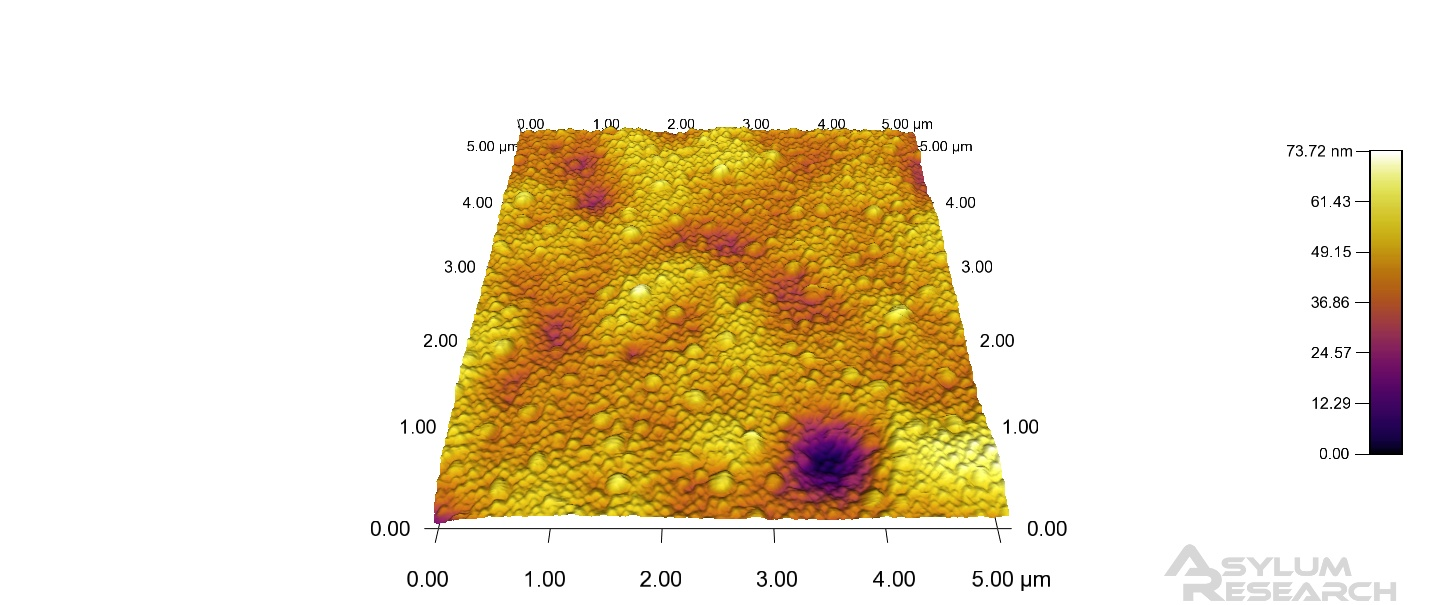 0.00 1.00 2.00 3.00 4.00 5.00 µm
5.00 µm 5.00 µm
73.72 nm
4.00 4.00
61.43
49.15
3.00 3.00
36.86
2.00 2.00
24.57
12.29
1.00 1.00
0.00
0.00 0.00
0.00 1.00 2.00 3.00 4.00 5.00 µm
ASYLUM
RESEARCH